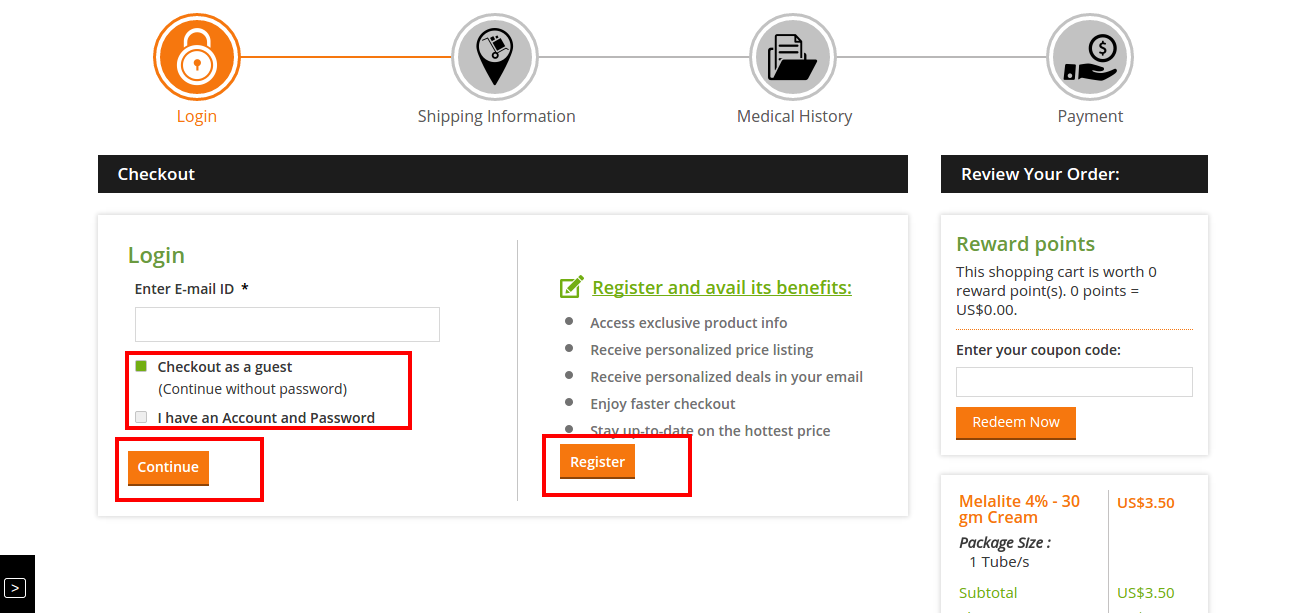 Login
Shipping Information
Medical History
Payment
Checkout
Login
Enter E-mail ID *
Checkout as a guest
(Continue without password)
I have an Account and Password
Continue
Register and avail its benefits:
Access exclusive product info
Receive personalized price listing
Receive personalized deals in your email
Enjoy faster checkout
Stay up-to-date on the hottest price
Register
Review Your Order:
Reward points
This shopping cart is worth 0
reward point(s). 0 points =
US$0.00.
Enter your coupon code:
Redeem Now
Melalite 4% - 30
gm Cream
US$3.50
Package Size :
1 Tube/s
Subtotal
US$3.50